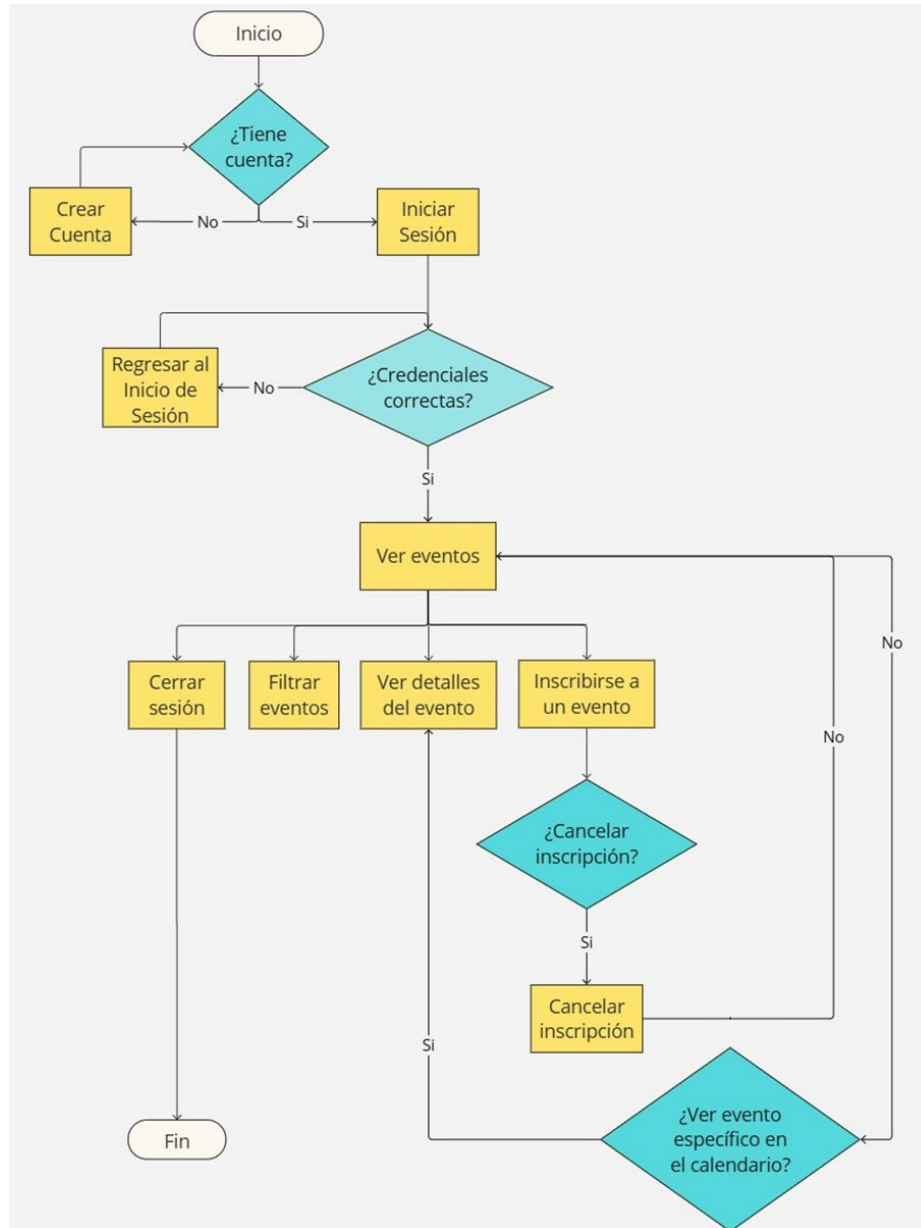 Inicio
¿Tiene
cuenta?
Crear
Cuenta
No
Si
Iniciar
Sesión
Regresar al
Inicio de
Sesión
No
¿Credenciales
correctas?
Si
Ver eventos
No
Cerrar
sesión
Filtrar
eventos
Ver detalles
del evento
Inscribirse a
un evento
No
¿Cancelar
inscripción?
Si
Cancelar
inscripción
Si
¿Ver evento
específico en
el calendario?
Fin